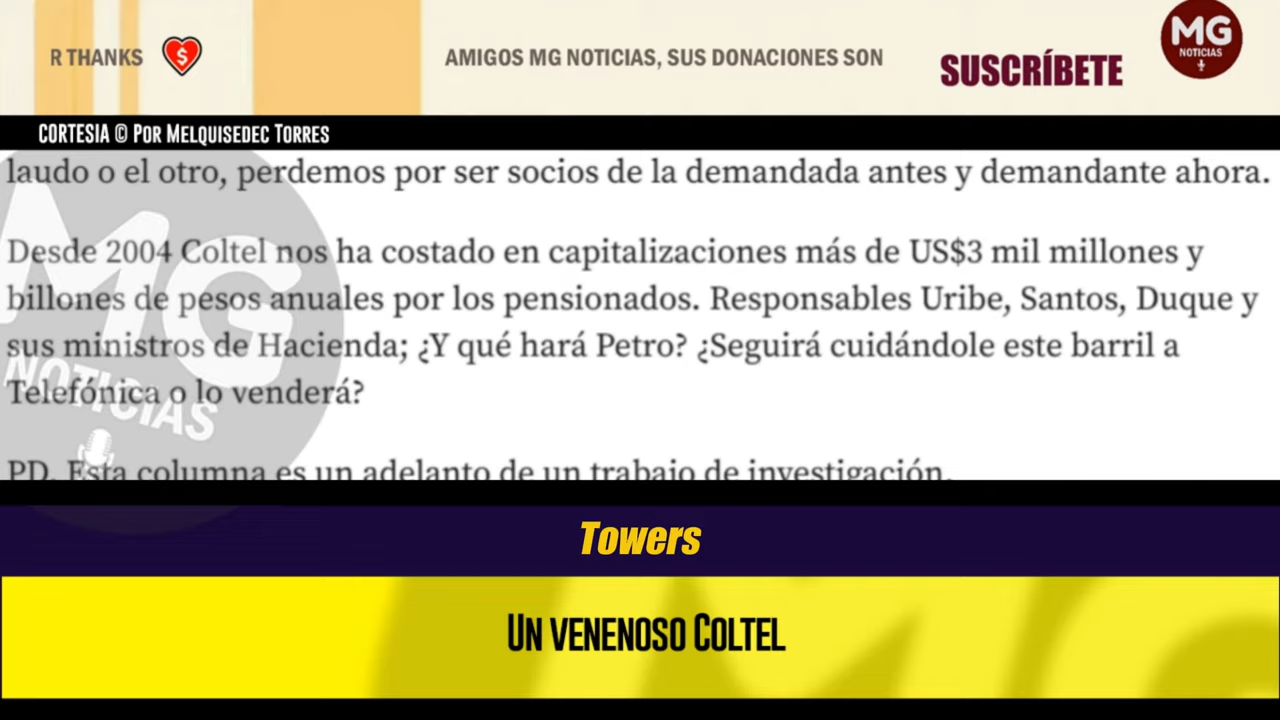 R THANKS
AMIGOS MG NOTICIAS, SUS DONACIONES SON
SUSCRÍBETE
MG
NOTICIAS
CORTESIA © POR MELQUISEDEC TORRES
laudo o el otro, perdemos por ser socios de la demandada antes y demandante ahora.
Desde 2004 Coltel nos ha costado en capitalizaciones más de US$3 mil millones y
billones de pesos anuales por los pensionados. Responsables Uribe, Santos, Duque y
sus ministros de Hacienda; ¿Y qué hará Petro? ¿Seguirá cuidándole este barril a
Telefónica o lo venderá?
PD. Esta columna es un adelanto de un trabajo de investigación.
MG
NOTICIAS
Towers
UN VENENOSO COLTEL